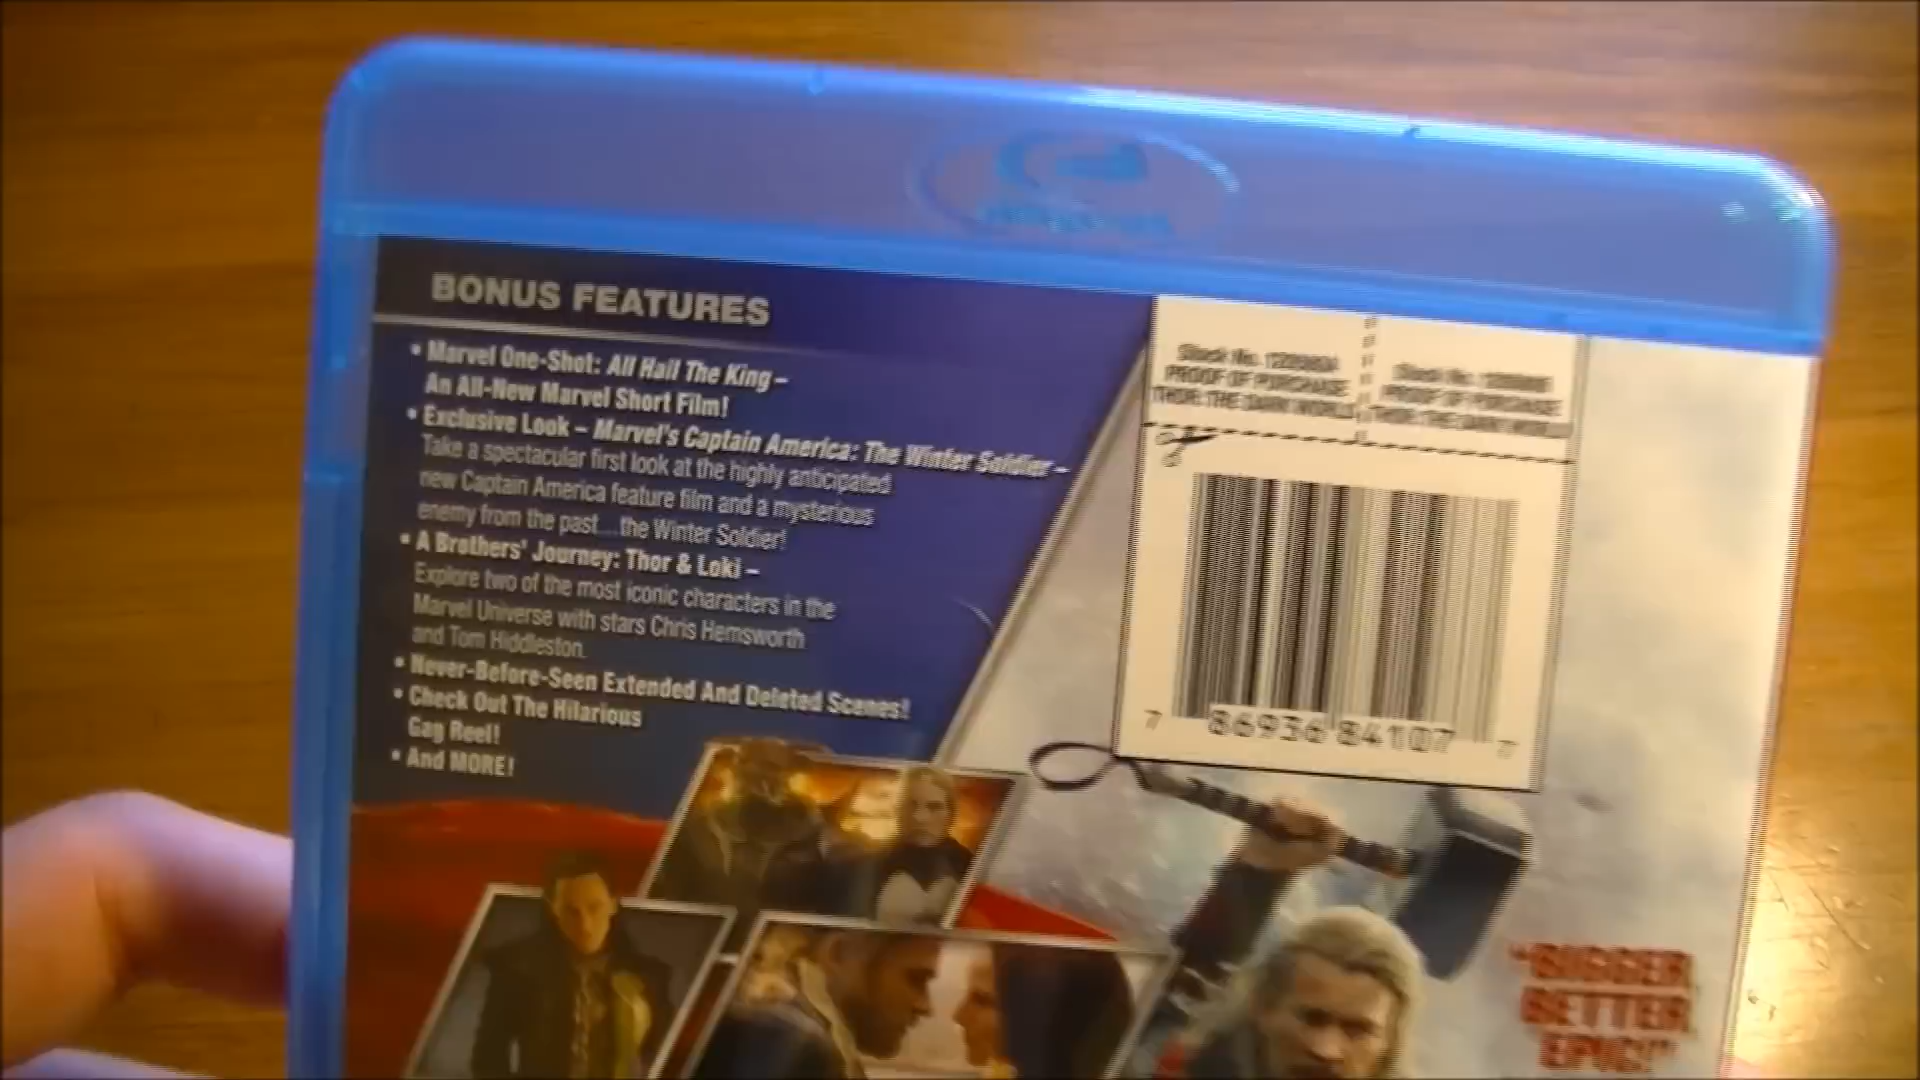 BONUS FEATURES
• Marvel One-Shot: All Hail The King –
An All-New Marvel Short Film!
• Exclusive Look – Marvel's Captain America: The Winter Soldier –
Take a spectacular first look at the highly anticipated
new Captain America feature film and a mysterious
enemy from the past...the Winter Soldier!
• A Brothers' Journey: Thor & Loki –
Explore two of the most iconic characters in the
Marvel Universe with stars Chris Hemsworth
and Tom Hiddleston.
• Never-Before-Seen Extended And Deleted Scenes!
• Check Out The Hilarious
Gag Reel!
• And MORE!
Stock No.
PROOF OF PURCHASE
THOR: THE DARK WORLD
Stock No.
PROOF OF PURCHASE
THOR: THE DARK WORLD
7 86936 84107 7
"BIGGER,
BETTER,
EPIC!"